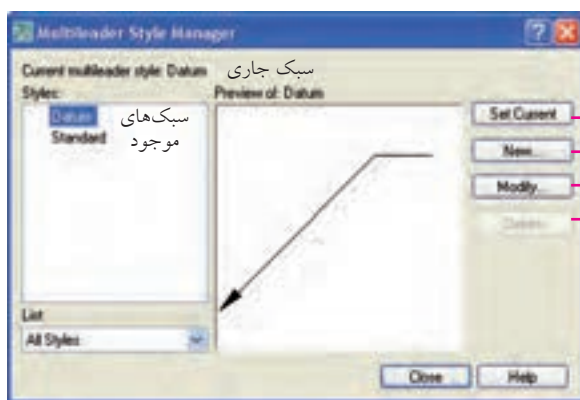 Multileader Style Manager
Current multileader style: Datum
سبک جاری
Styles:
Preview of: Datum
Datum
Standard
سبک‌های
موجود
Set Current
New...
Modify...
Delete
List:
All Styles
Close
Help